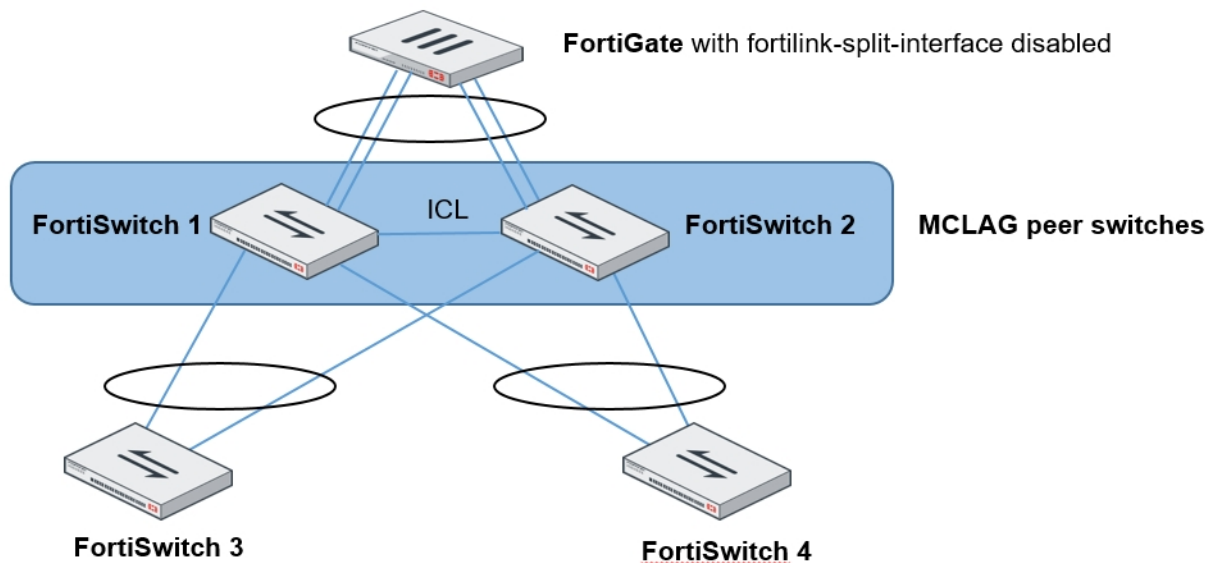 FortiGate with fortilink-split-interface disabled
FortiSwitch 1
ICL
FortiSwitch 2
MCLAG peer switches
FortiSwitch 3
FortiSwitch 4